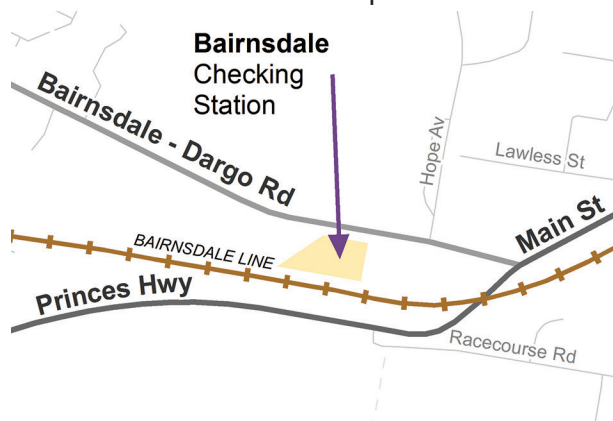 Bairnsdale
Checking
Station
Bairnsdale - Dargo Rd
Hope Av
Lawless St
Main St
BAIRNSDALE LINE
Princes Hwy
Racecourse Rd